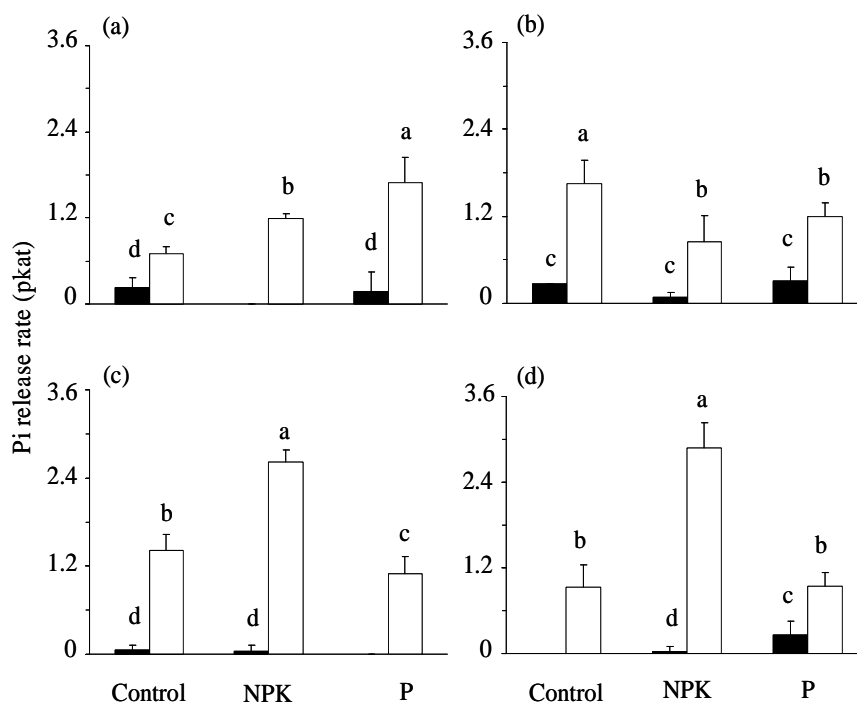 Pi release rate (pkat)
(a)
3.6
2.4
1.2
0
d
c
b
d
a
(b)
3.6
2.4
1.2
0
c
a
c
b
c
b
(c)
3.6
2.4
1.2
0
d
b
d
a
c
Control NPK P
(d)
3.6
2.4
1.2
0
b
d
a
c
b
Control NPK P